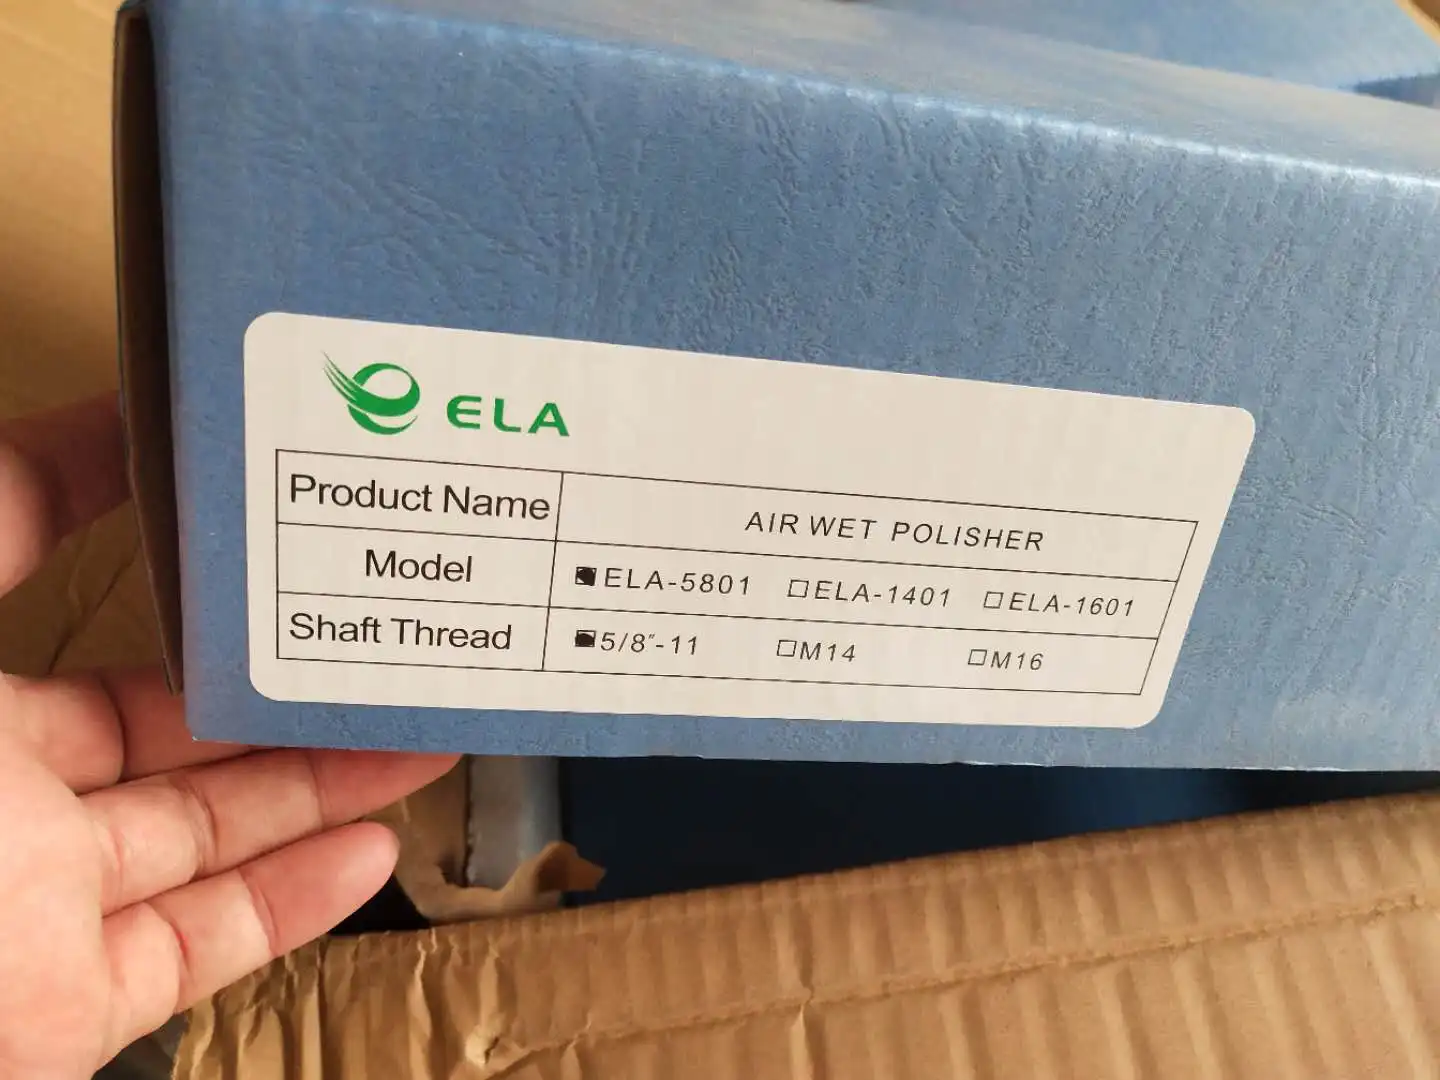 ELA
Product Name AIR WET POLISHER
Model ■ELA-5801 □ELA-1401 □ELA-1601
Shaft Thread ■5/8"-11 □M14 □M16